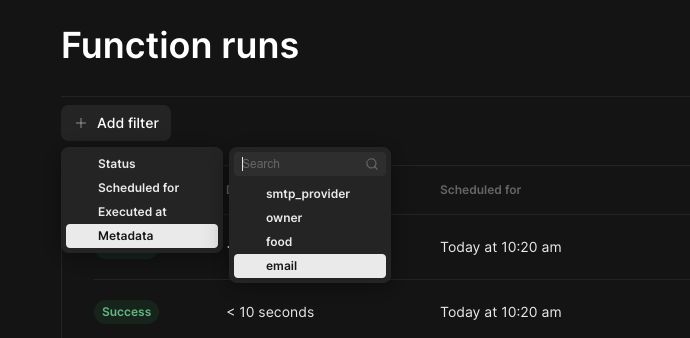 Function runs
+ Add filter
Status
Scheduled for
Executed at
Metadata
Search
smtp_provider
owner
food
email
Scheduled for
Today at 10:20 am
Success
< 10 seconds
Today at 10:20 am